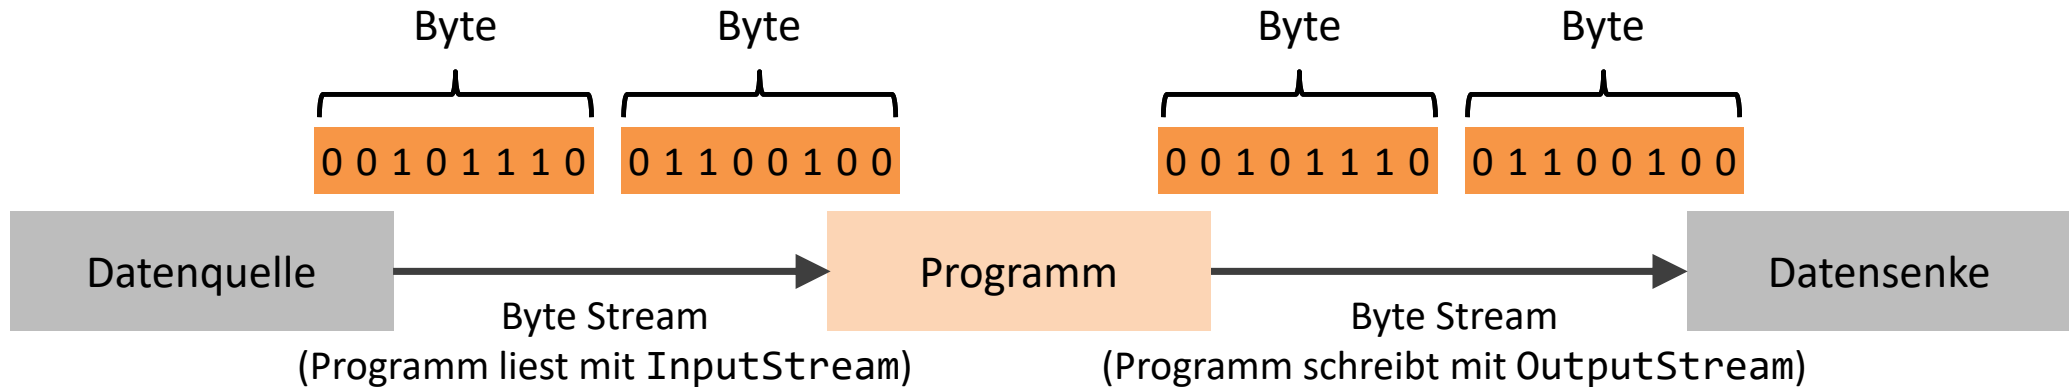 Byte Byte Byte Byte
0 0 1 0 1 1 1 0 0 1 1 0 0 1 0 0 0 0 1 0 1 1 1 0 0 1 1 0 0 1 0 0
Datenquelle Programm Datensenke
Byte Stream Byte Stream
(Programm liest mit InputStream) (Programm schreibt mit OutputStream)